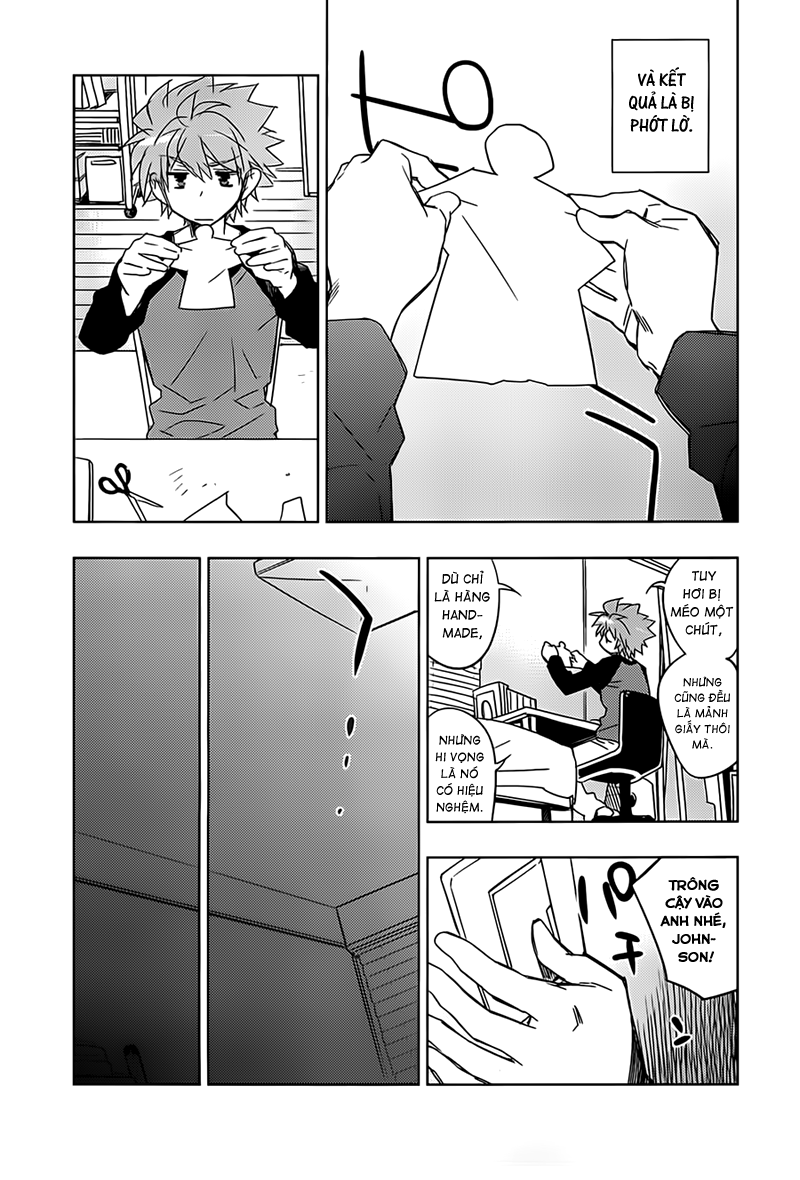 VÀ KẾT
QUẢ LÀ BỊ
PHỚT LỜ.
TUY
HƠI BỊ
MÉO MỘT
CHÚT,
NHƯNG
CŨNG ĐỀU
LÀ MẢNH
GIẤY THÔI
MÀ.
DÙ CHỈ
LÀ HÀNG
HAND-
MADE,
NHƯNG
HI VỌNG
LÀ NÓ
CÓ HIỆU
NGHIỆM.
TRÔNG
CẬY VÀO
ANH NHÉ,
JOHN-
SON!